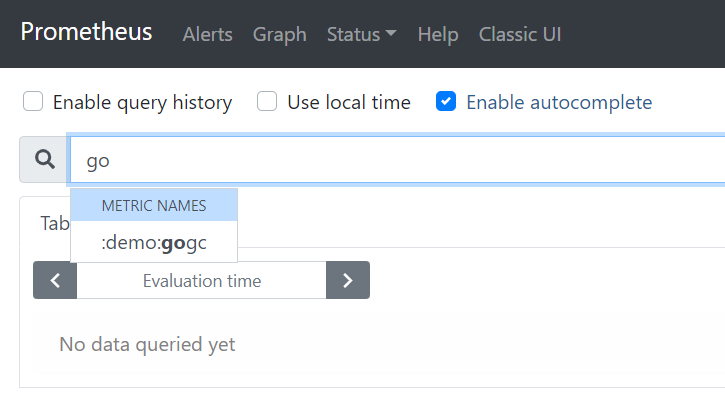 Prometheus Alerts Graph Status Help Classic UI
Enable query history Use local time Enable autocomplete
go
METRIC NAMES
Tab
:demo:gogc
Evaluation time
No data queried yet